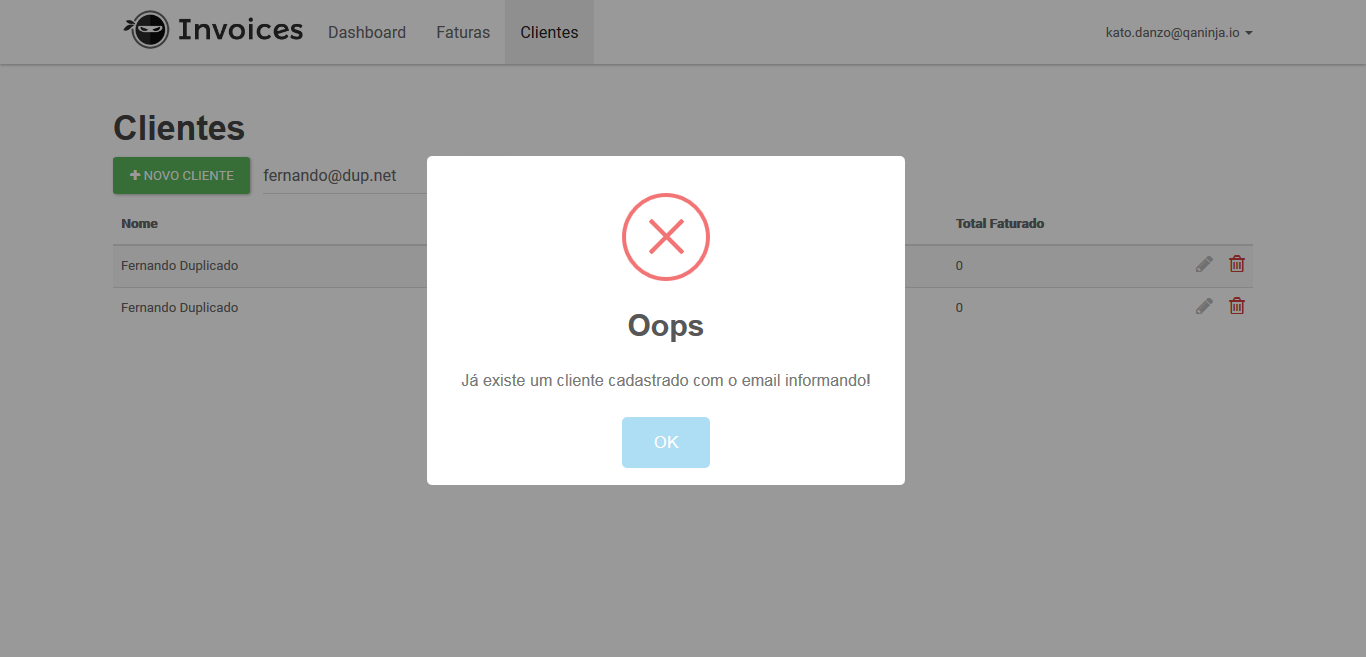 Invoices Dashboard Faturas Clientes kato.danzo@qaninja.io
Clientes
NOVO CLIENTE fernando@dup.net
Nome Total Faturado
Fernando Duplicado 0
Fernando Duplicado 0
Oops
Já existe um cliente cadastrado com o email informando!
OK